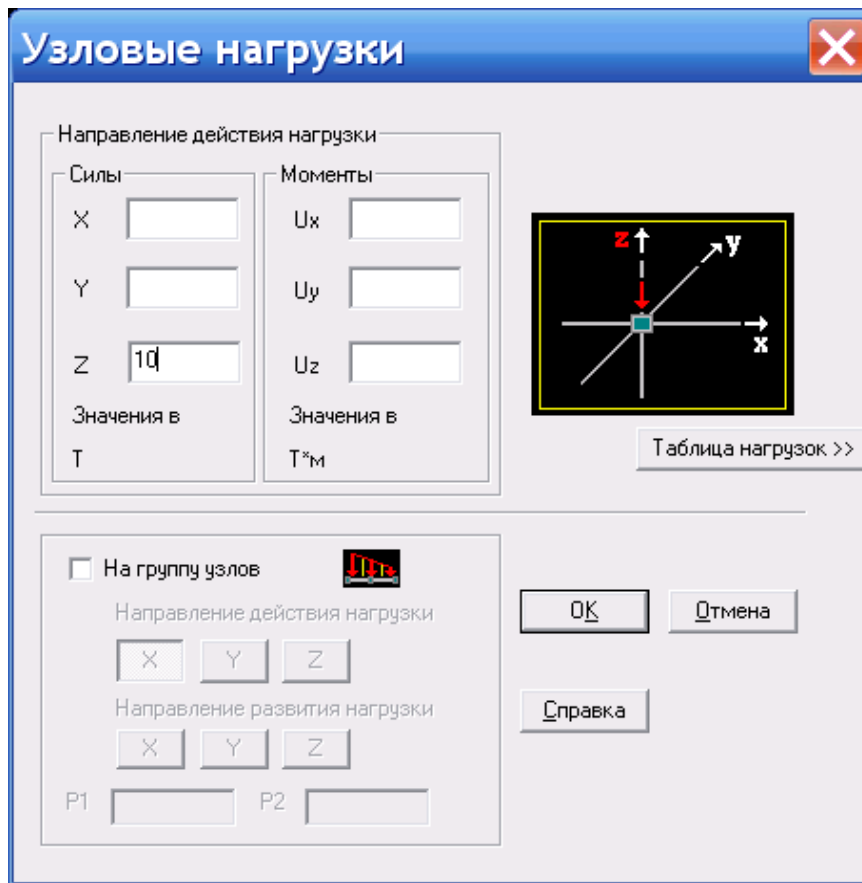 Узловые нагрузки
Направление действия нагрузки
Силы
Моменты
X
Ux
Y
Uy
Z 10
Uz
Значения в
Значения в
Т
Т*м
z
y
x
Таблица нагрузок >>
На группу узлов
Направление действия нагрузки
X Y Z
Направление развития нагрузки
X Y Z
P1 P2
OK
Отмена
Справка